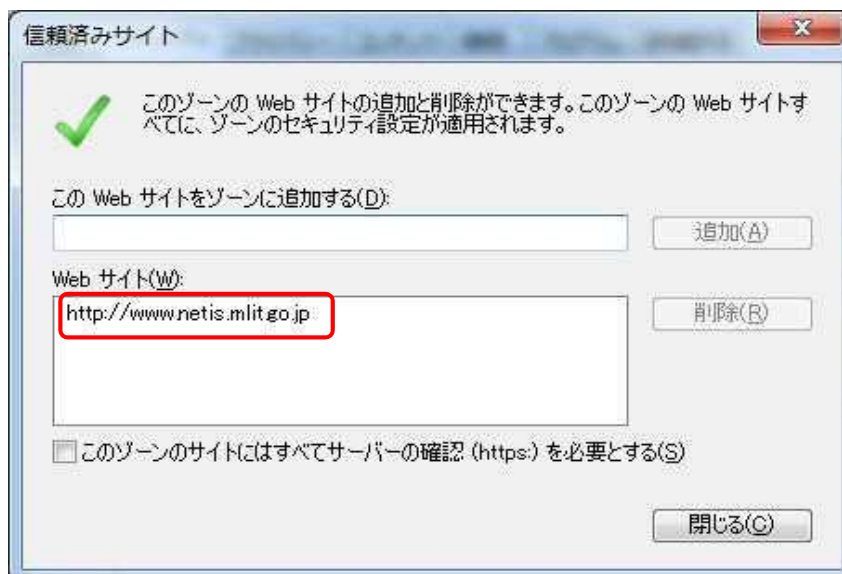 信頼済みサイト
このゾーンの Web サイトの追加と削除ができます。このゾーンの Web サイトす
べてに、ゾーンのセキュリティ設定が適用されます。
この Web サイトをゾーンに追加する(D):
追加(A)
Web サイト(W):
http://www.netis.mlit.go.jp
削除(R)
このゾーンのサイトにはすべてサーバーの確認 (https:) を必要とする(S)
閉じる(C)